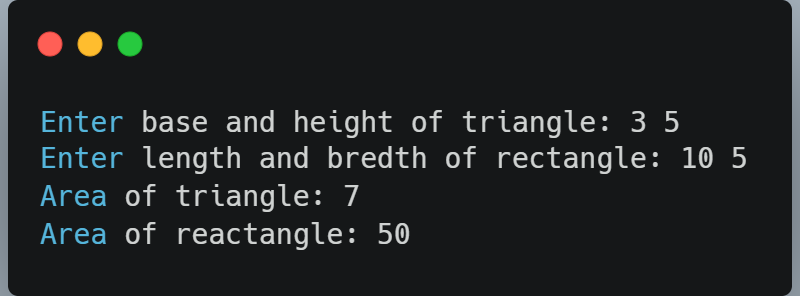 Enter base and height of triangle: 3 5
Enter length and bredth of rectangle: 10 5
Area of triangle: 7
Area of reactangle: 50